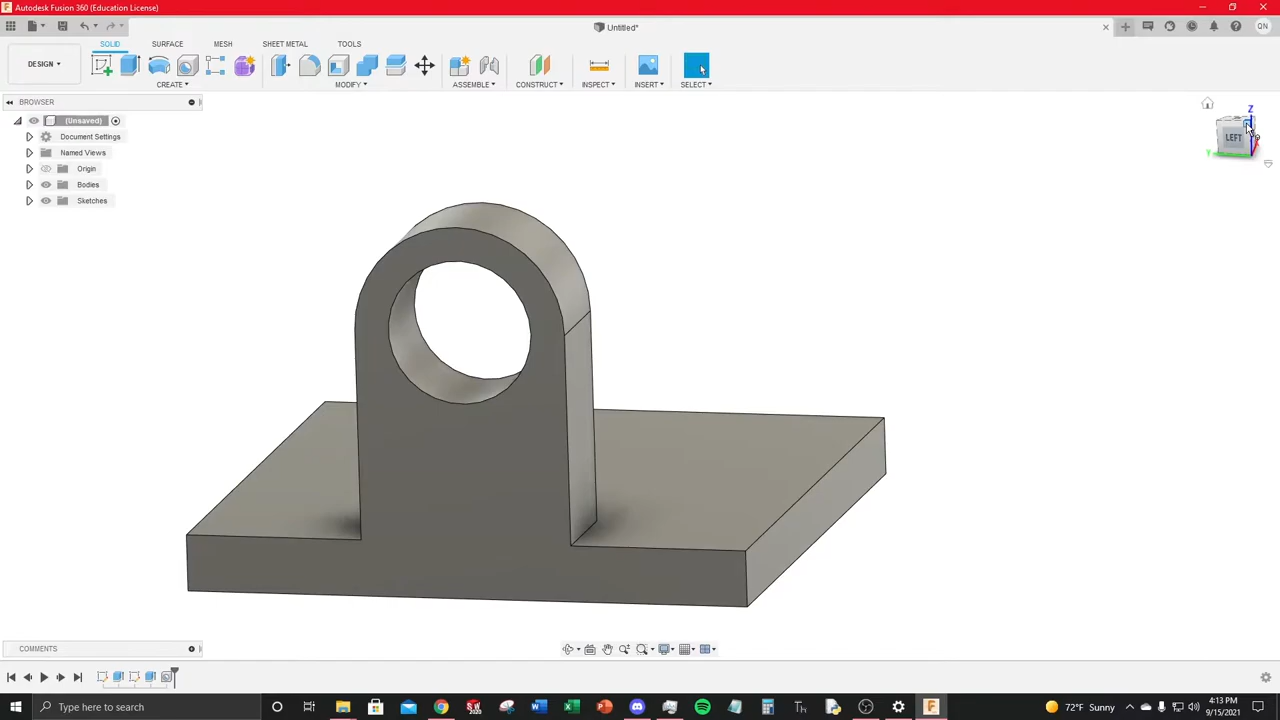 Autodesk Fusion 360 (Education License)
Untitled*
QN
DESIGN
SOLID SURFACE MESH SHEET METAL TOOLS
CREATE MODIFY ASSEMBLE CONSTRUCT INSPECT INSERT SELECT
BROWSER
(Unsaved)
Document Settings
Named Views
Origin
Bodies
Sketches
Z
LEFT
Y
COMMENTS
Type here to search
72°F Sunny
4:13 PM
9/15/2021